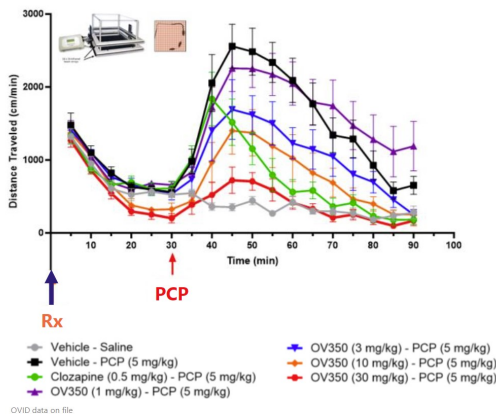 3000
2000
1000
0
Distance Traveled (cm/min)
10 20 30 40 50 60 70 80 90 100
Time (min)
Rx
PCP
Vehicle - Saline
Vehicle - PCP (5 mg/kg)
Clozapine (0.5 mg/kg) - PCP (5 mg/kg)
OV350 (1 mg/kg) - PCP (5 mg/kg)
OV350 (3 mg/kg) - PCP (5 mg/kg)
OV350 (10 mg/kg) - PCP (5 mg/kg)
OV350 (30 mg/kg) - PCP (5 mg/kg)
OVID data on file